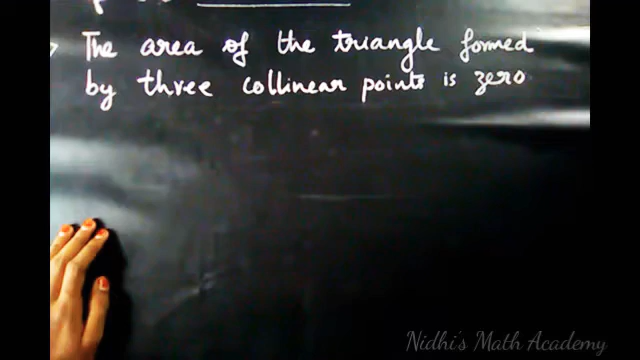 The area of the triangle formed
by three collinear points is zero
Nidhi's Math Academy